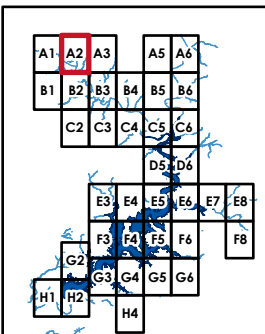 A1 A2 A3 A5 A6
B1 B2 B3 B4 B5 B6
C2 C3 C4 C5 C6
D5 D6
E3 E4 E5 E6 E7 E8
F3 F4 F5 F6 F8
G2
G3 G4 G5 G6
H1 H2
H4